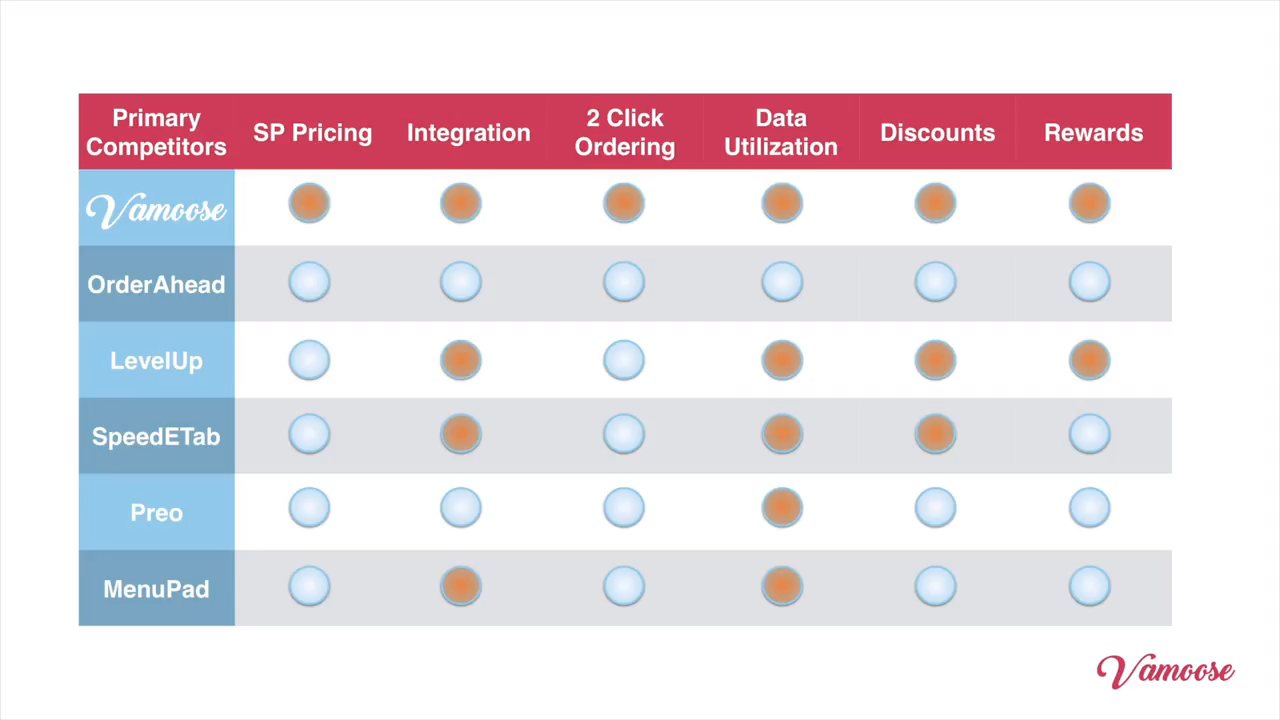 Primary
Competitors
SP Pricing
Integration
2 Click
Ordering
Data
Utilization
Discounts
Rewards
Vamoose
OrderAhead
LevelUp
SpeedETab
Preo
MenuPad
Vamoose